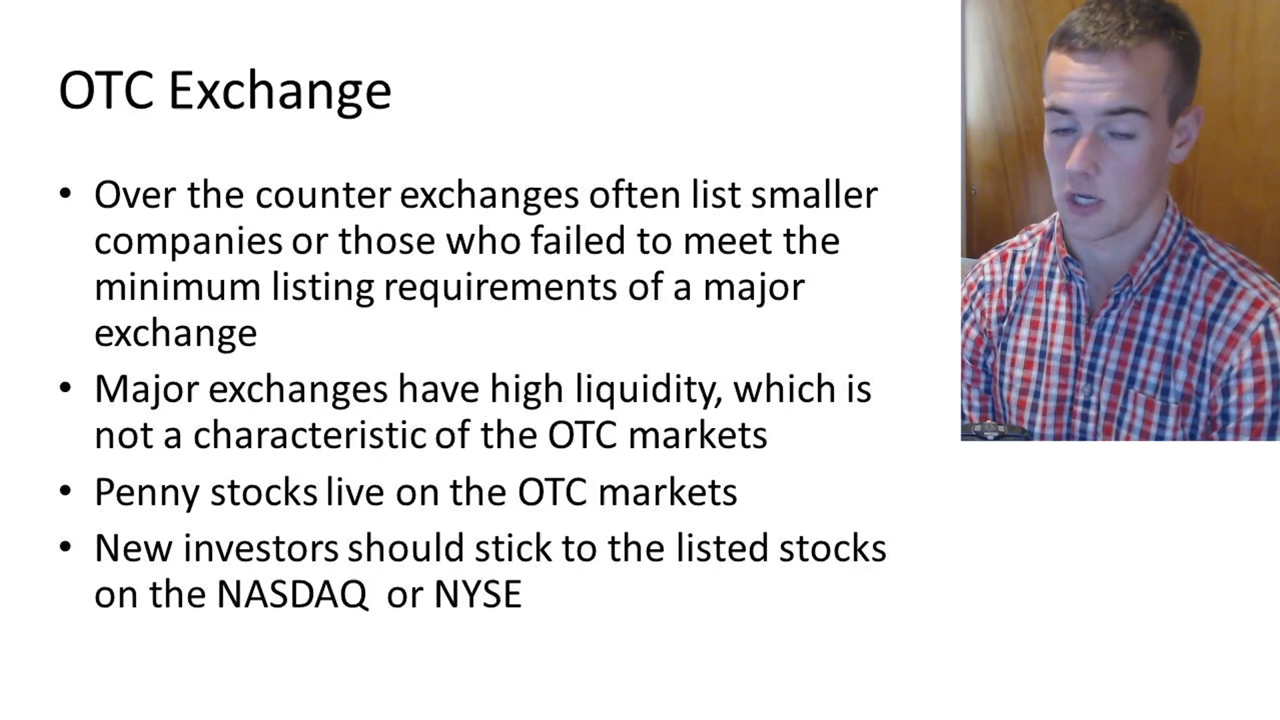 OTC Exchange
• Over the counter exchanges often list smaller
companies or those who failed to meet the
minimum listing requirements of a major
exchange
• Major exchanges have high liquidity, which is
not a characteristic of the OTC markets
• Penny stocks live on the OTC markets
• New investors should stick to the listed stocks
on the NASDAQ  or NYSE